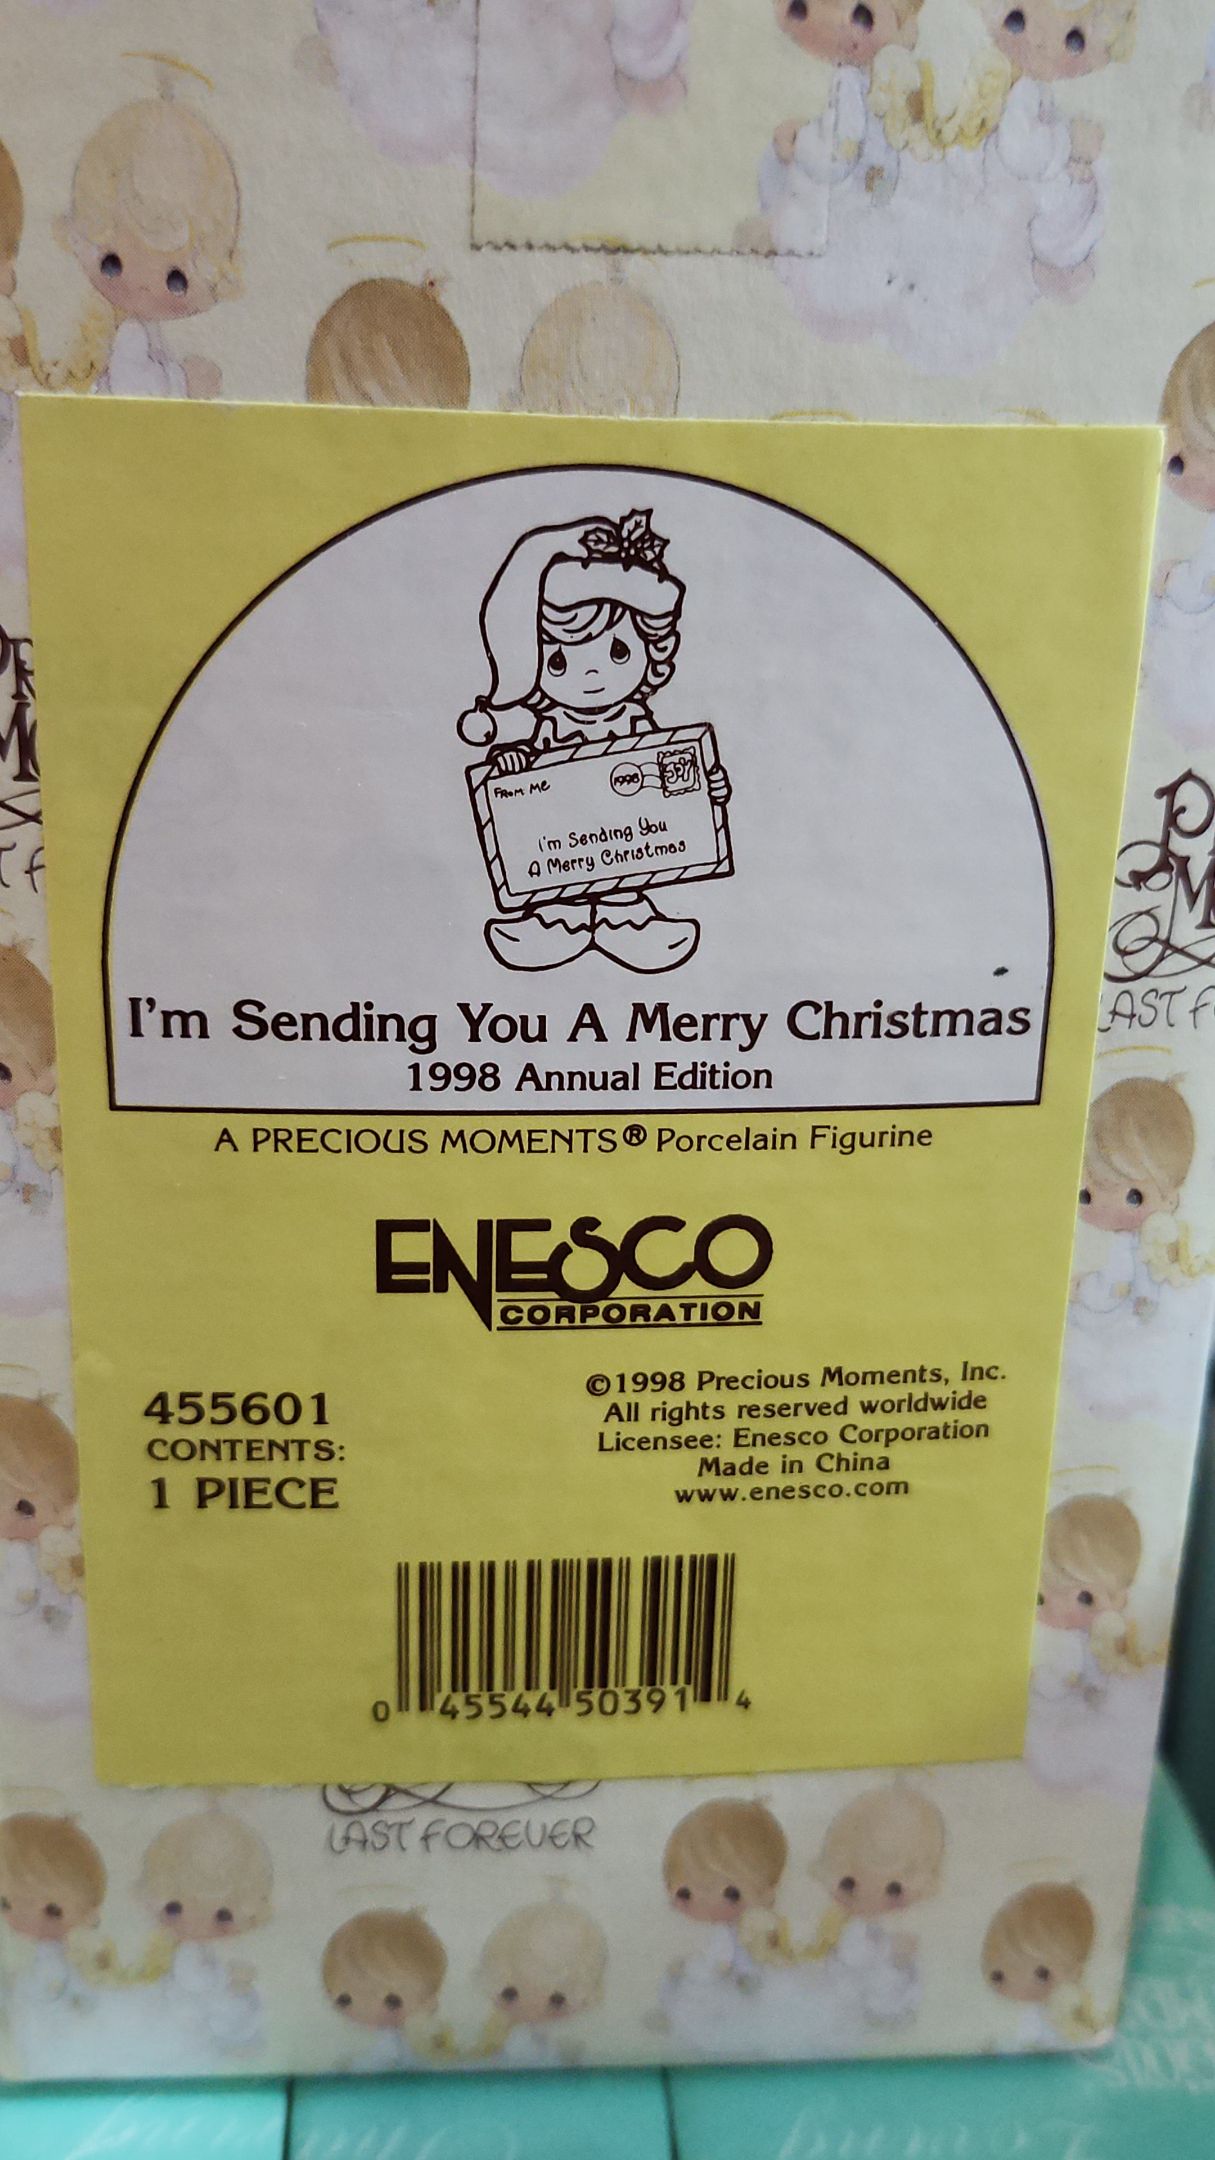 FROM ME
1998
JOY
i'm Sending You
A Merry Christmas
I'm Sending You A Merry Christmas
1998 Annual Edition
A PRECIOUS MOMENTS® Porcelain Figurine
ENESCO
CORPORATION
455601
CONTENTS:
1 PIECE
©1998 Precious Moments, Inc.
All rights reserved worldwide
Licensee: Enesco Corporation
Made in China
www.enesco.com
0 45544 50391 4
LAST FOREVER
LAST F